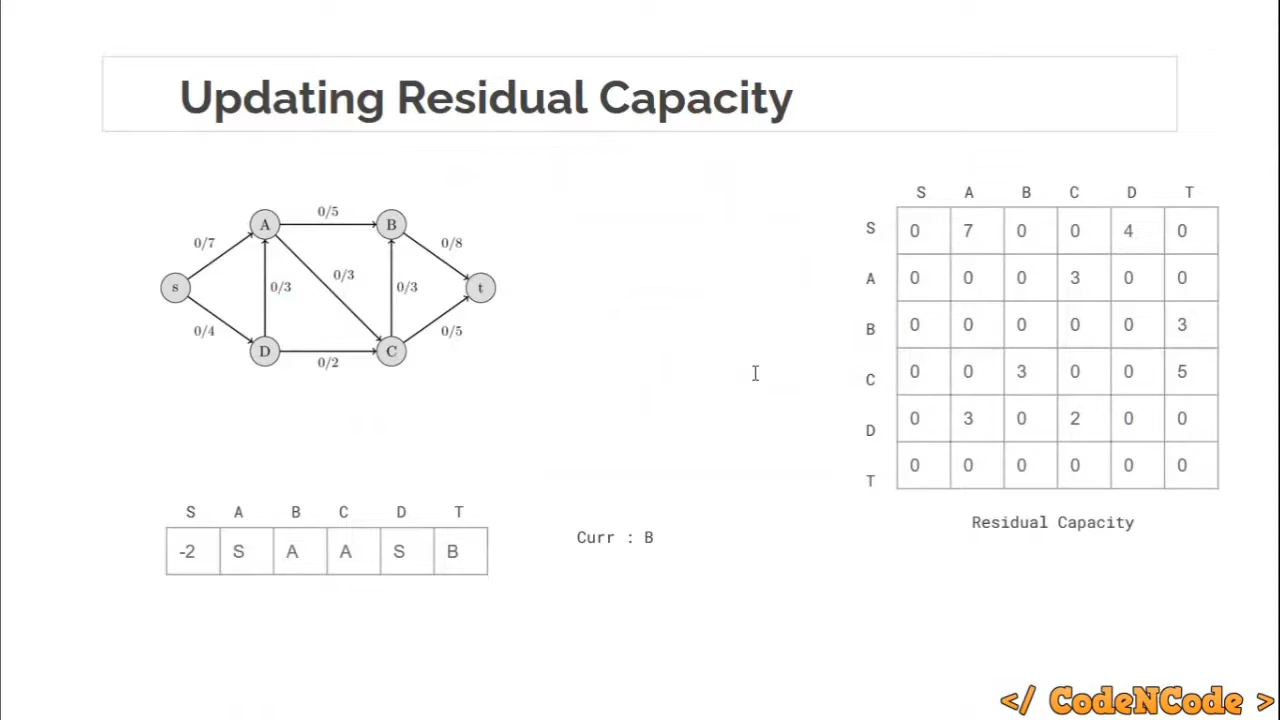 Updating Residual Capacity
0/5
A B
0/7 0/8
0/3
s 0/3 0/3 t
0/4 0/5
D C
0/2
S A B C D T
S 0 7 0 0 4 0
A 0 0 0 3 0 0
B 0 0 0 0 0 3
C 0 0 3 0 0 5
D 0 3 0 2 0 0
T 0 0 0 0 0 0
Residual Capacity
S A B C D T
-2 S A A S B
Curr : B
</ CodeNCode >